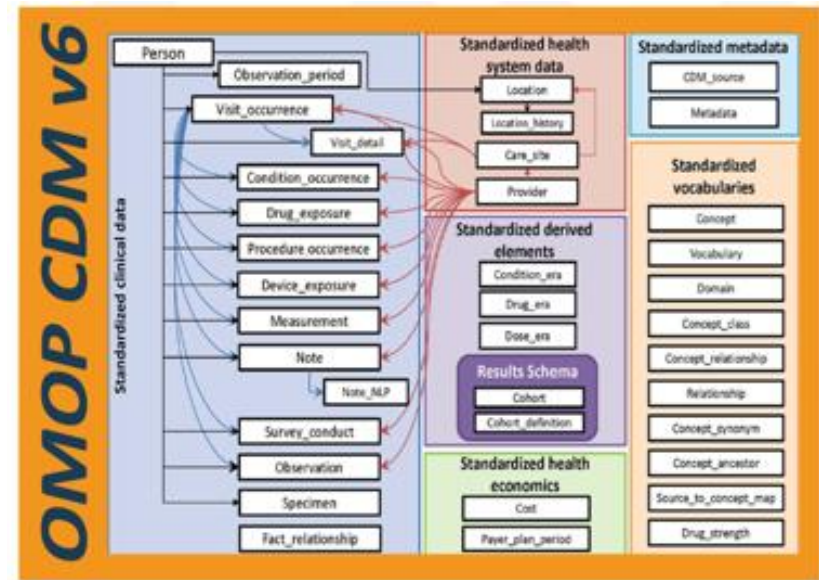 OMOP CDM v6
Standardized clinical data
Person
Observation_period
Visit_occurrence
Visit_detail
Condition_occurrence
Drug_exposure
Procedure occurrence
Device_exposure
Measurement
Note
Note_NLP
Survey_conduct
Observation
Specimen
Fact_relationship
Standardized health
system data
Location
Location_history
Care_site
Provider
Standardized derived
elements
Condition_era
Drug_era
Dose_era
Results Schema
Cohort
Cohort_definition
Standardized health
economics
Cost
Payer_plan_period
Standardized metadata
CDM_source
Metadata
Standardized
vocabularies
Concept
Vocabulary
Domain
Concept_class
Concept_relationship
Relationship
Concept_synonym
Concept_ancestor
Source_to_concept_map
Drug_strength